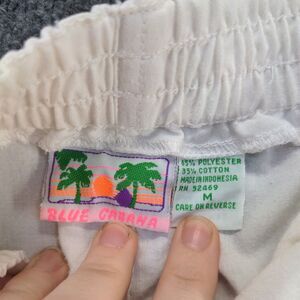 BLUE CABANA
65% POLYESTER
35% COTTON
MADE IN INDONESIA
RN 52469
M
CARE ON REVERSE